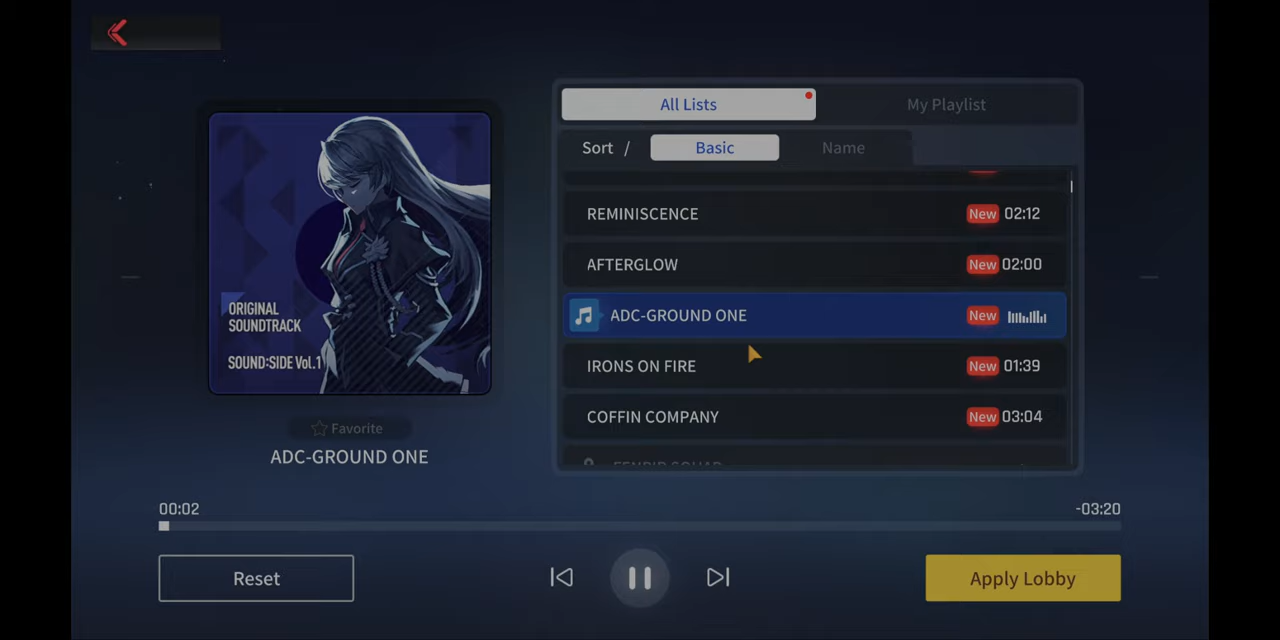 All Lists
My Playlist
Sort /
Basic
Name
REMINISCENCE
New 02:12
AFTERGLOW
New 02:00
ADC-GROUND ONE
New
IRONS ON FIRE
New 01:39
COFFIN COMPANY
New 03:04
ORIGINAL
SOUNDTRACK
SOUND:SIDE Vol.1
Favorite
ADC-GROUND ONE
00:02
-03:20
Reset
Apply Lobby